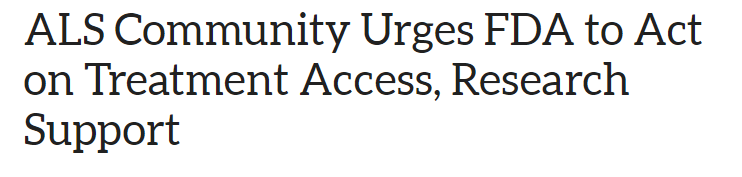 ALS Community Urges FDA to Act
on Treatment Access, Research
Support